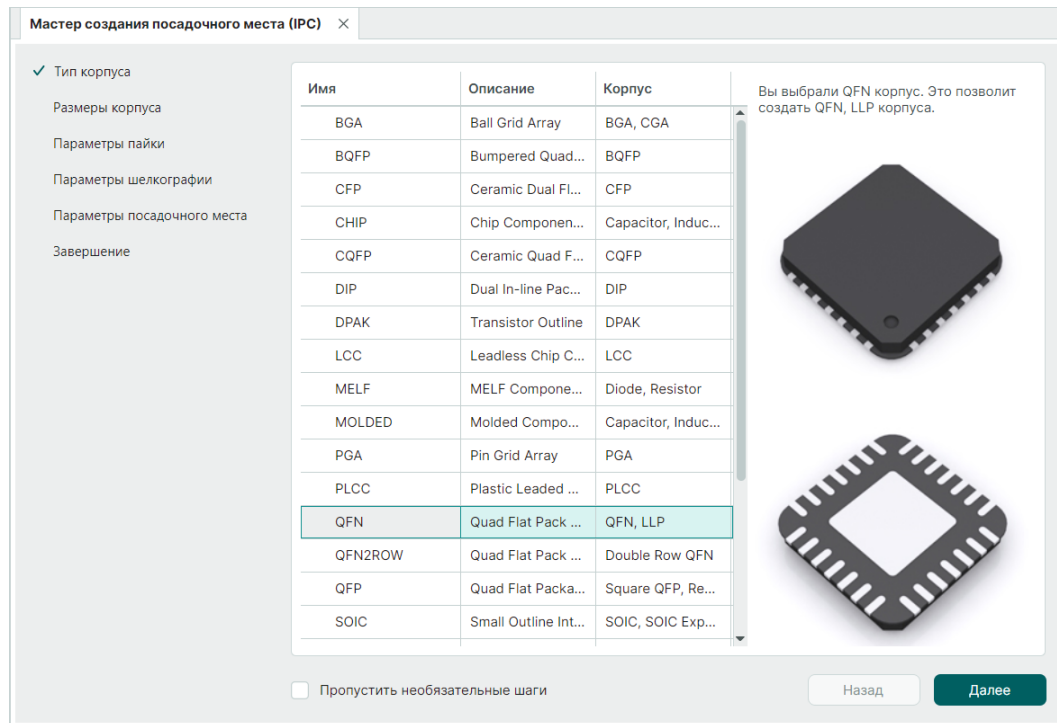 Мастер создания посадочного места (IPC)
Тип корпуса
Размеры корпуса
Параметры пайки
Параметры шелкографии
Параметры посадочного места
Завершение
Имя Описание Корпус
BGA Ball Grid Array BGA, CGA
BQFP Bumpered Quad... BQFP
CFP Ceramic Dual Fl... CFP
CHIP Chip Componen... Capacitor, Induc...
CQFP Ceramic Quad F... CQFP
DIP Dual In-line Pac... DIP
DPAK Transistor Outline DPAK
LCC Leadless Chip C... LCC
MELF MELF Compone... Diode, Resistor
MOLDED Molded Compo... Capacitor, Induc...
PGA Pin Grid Array PGA
PLCC Plastic Leaded ... PLCC
QFN Quad Flat Pack ... QFN, LLP
QFN2ROW Quad Flat Pack ... Double Row QFN
QFP Quad Flat Packa... Square QFP, Re...
SOIC Small Outline Int... SOIC, SOIC Exp...
Вы выбрали QFN корпус. Это позволит
создать QFN, LLP корпуса.
Пропустить необязательные шаги
Назад
Далее